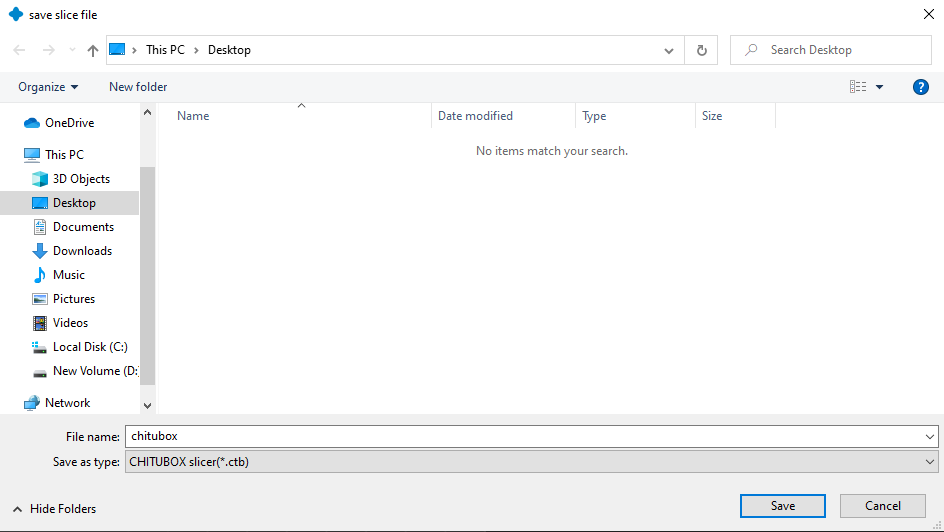 save slice file
This PC Desktop Search Desktop
Organize New folder ?
Name Date modified Type Size
No items match your search.
OneDrive
This PC
3D Objects
Desktop
Documents
Downloads
Music
Pictures
Videos
Local Disk (C:)
New Volume (D:
Network
File name: chitubox
Save as type: CHITUBOX slicer(*.ctb)
Hide Folders Save Cancel